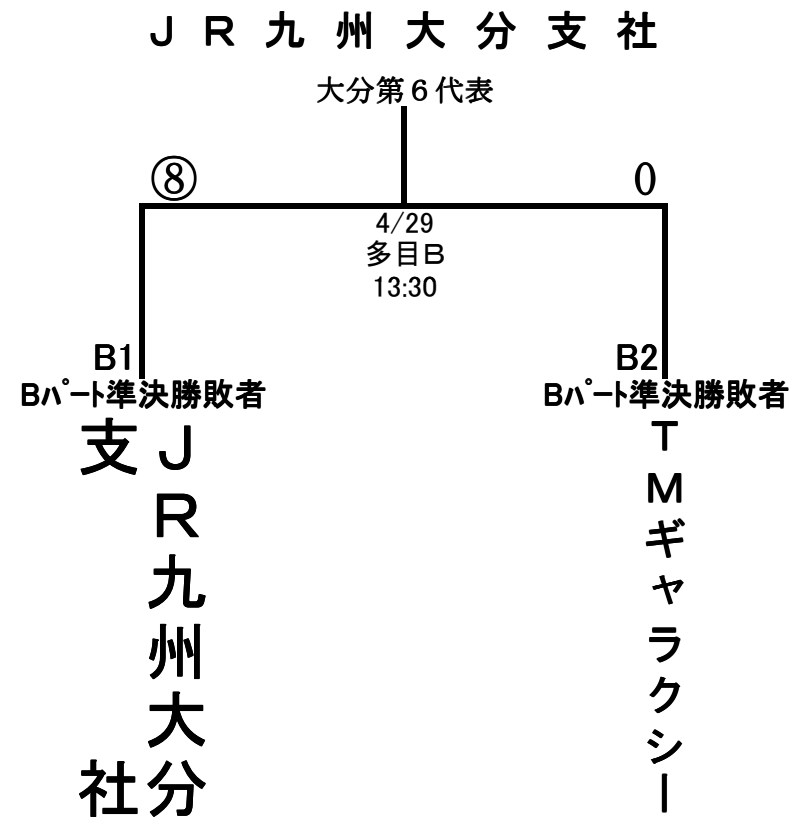 ＪＲ九州大分支社
大分第６代表
⑧
0
4/29
多目Ｂ
13:30
B1
Bﾊﾟｰﾄ準決勝敗者
ＪＲ九州大分
支社
B2
Bﾊﾟｰﾄ準決勝敗者
ＴＭギャラクシー